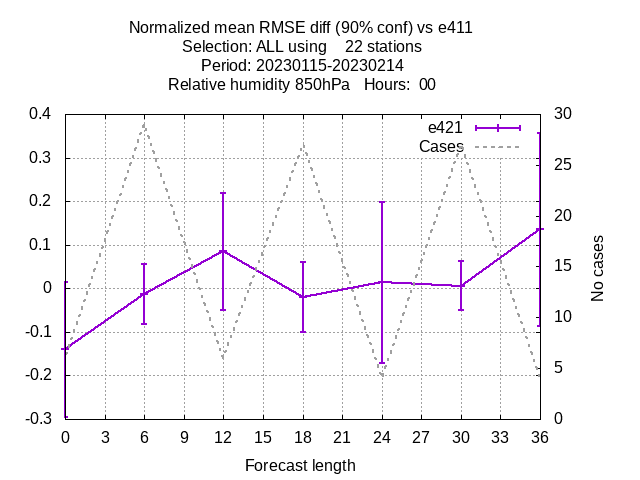 Normalized mean RMSE diff (90% conf) vs e411
Selection: ALL using    22 stations
Period: 20230115-20230214
Relative humidity 850hPa   Hours:  00
e421
Cases
0.4
0.3
0.2
0.1
0
-0.1
-0.2
-0.3
30
25
20
15
10
5
0
No cases
0 3 6 9 12 15 18 21 24 27 30 33 36
Forecast length